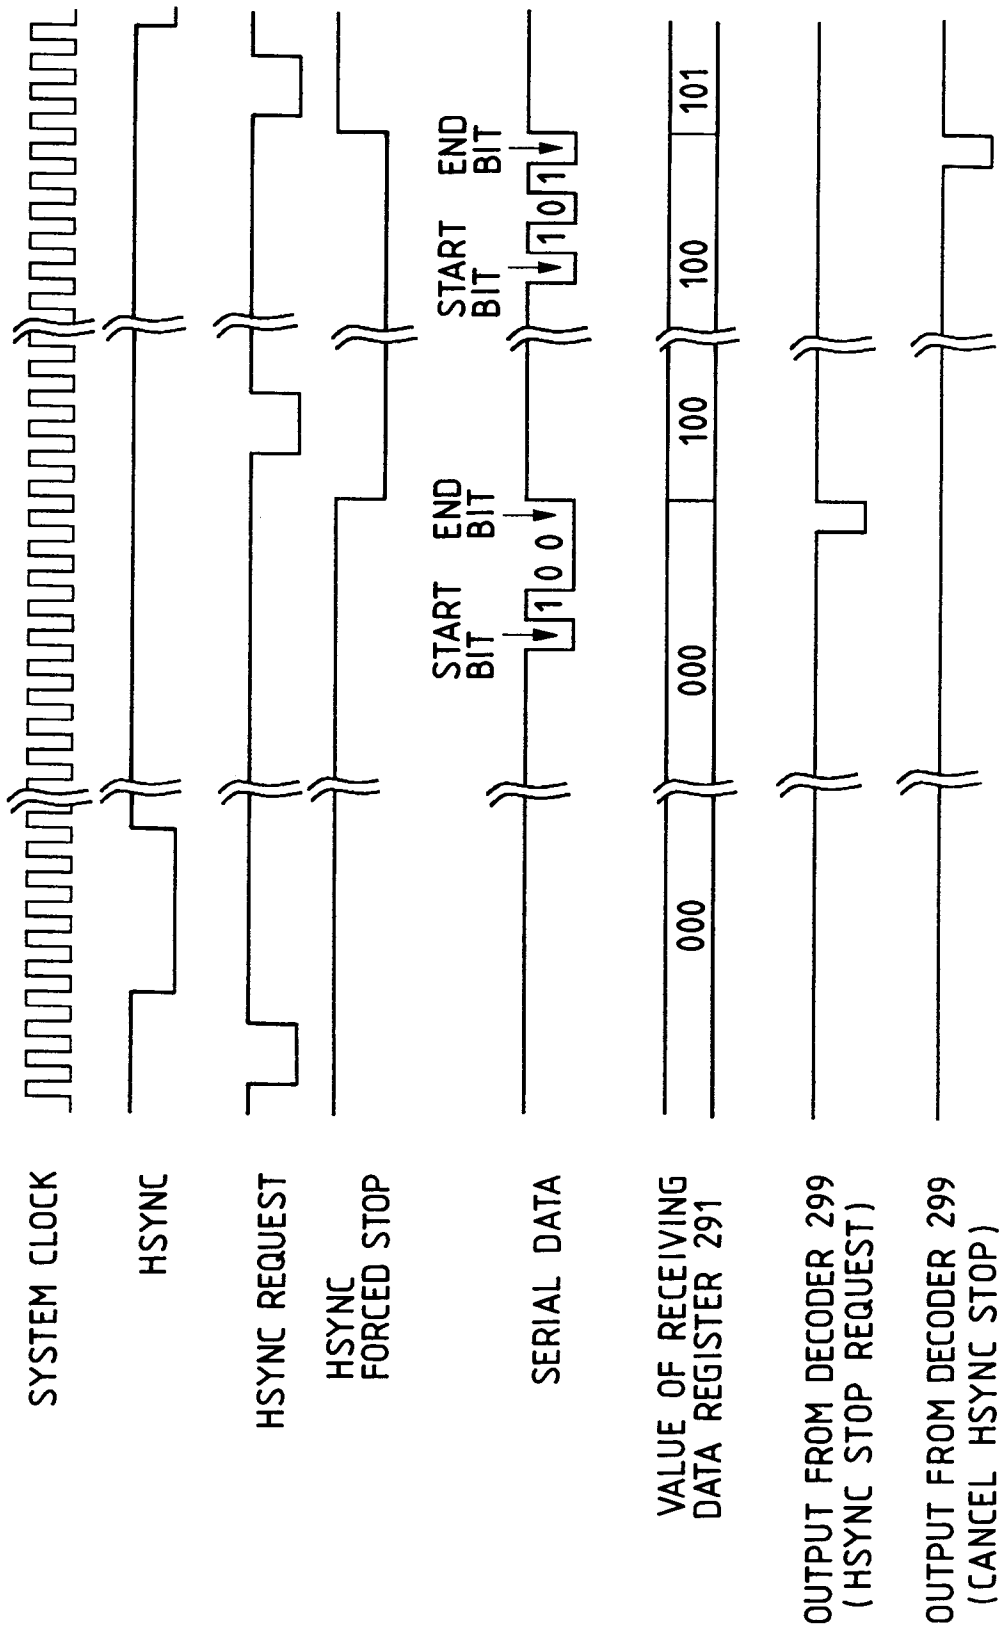 SYSTEM CLOCK
HSYNC
HSYNC REQUEST
HSYNC
FORCED STOP
START
BIT
END
BIT
START
BIT
END
BIT
SERIAL DATA
1 0 0
1 0 1
VALUE OF RECEIVING
DATA REGISTER 291
000
000
100
100
101
OUTPUT FROM DECODER 299
(HSYNC STOP REQUEST)
OUTPUT FROM DECODER 299
(CANCEL HSYNC STOP)